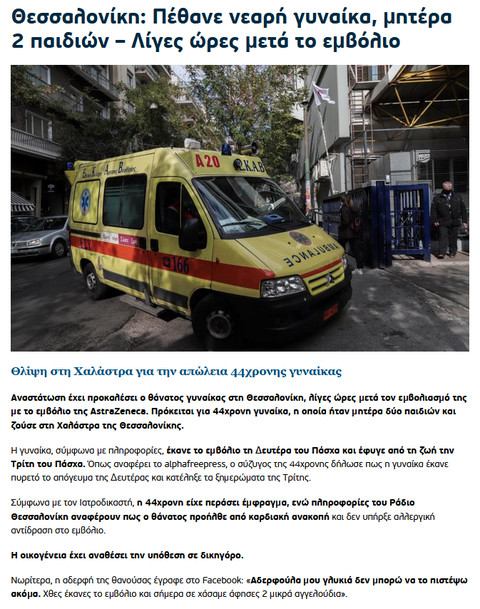 Θεσσαλονίκη: Πέθανε νεαρή γυναίκα, μητέρα
2 παιδιών – Λίγες ώρες μετά το εμβόλιο
Α20
Ε.Κ.Α.Β
166
AMBULANCE
Θλίψη στη Χαλάστρα για την απώλεια 44χρονης γυναίκας
Αναστάτωση έχει προκαλέσει ο θάνατος γυναίκας στη Θεσσαλονίκη, λίγες ώρες μετά τον εμβολιασμό της
με το εμβόλιο της AstraZeneca. Πρόκειται για 44χρονη γυναίκα, η οποία ήταν μητέρα δύο παιδιών και
ζούσε στη Χαλάστρα της Θεσσαλονίκης.
Η γυναίκα, σύμφωνα με πληροφορίες, έκανε το εμβόλιο τη Δευτέρα του Πάσχα και έφυγε από τη ζωή την
Τρίτη του Πάσχα. Όπως αναφέρει το alphafreepress, ο σύζυγος της 44χρονης δήλωσε πως η γυναίκα έκανε
πυρετό το απόγευμα της Δευτέρας και κατέληξε τα ξημερώματα της Τρίτης.
Σύμφωνα με τον Ιατροδικαστή, η 44χρονη είχε περάσει έμφραγμα, ενώ πληροφορίες του Ράδιο
Θεσσαλονίκη αναφέρουν πως ο θάνατος προήλθε από καρδιακή ανακοπή και δεν υπήρξε αλλεργική
αντίδραση στο εμβόλιο.
Η οικογένεια έχει αναθέσει την υπόθεση σε δικηγόρο.
Νωρίτερα, η αδερφή της θανούσας έγραψε στο Facebook: «Αδερφούλα μου γλυκιά δεν μπορώ να το πιστέψω
ακόμα. Χθες έκανες το εμβόλιο και σήμερα σε χάσαμε άφησες 2 μικρά αγγελούδια».